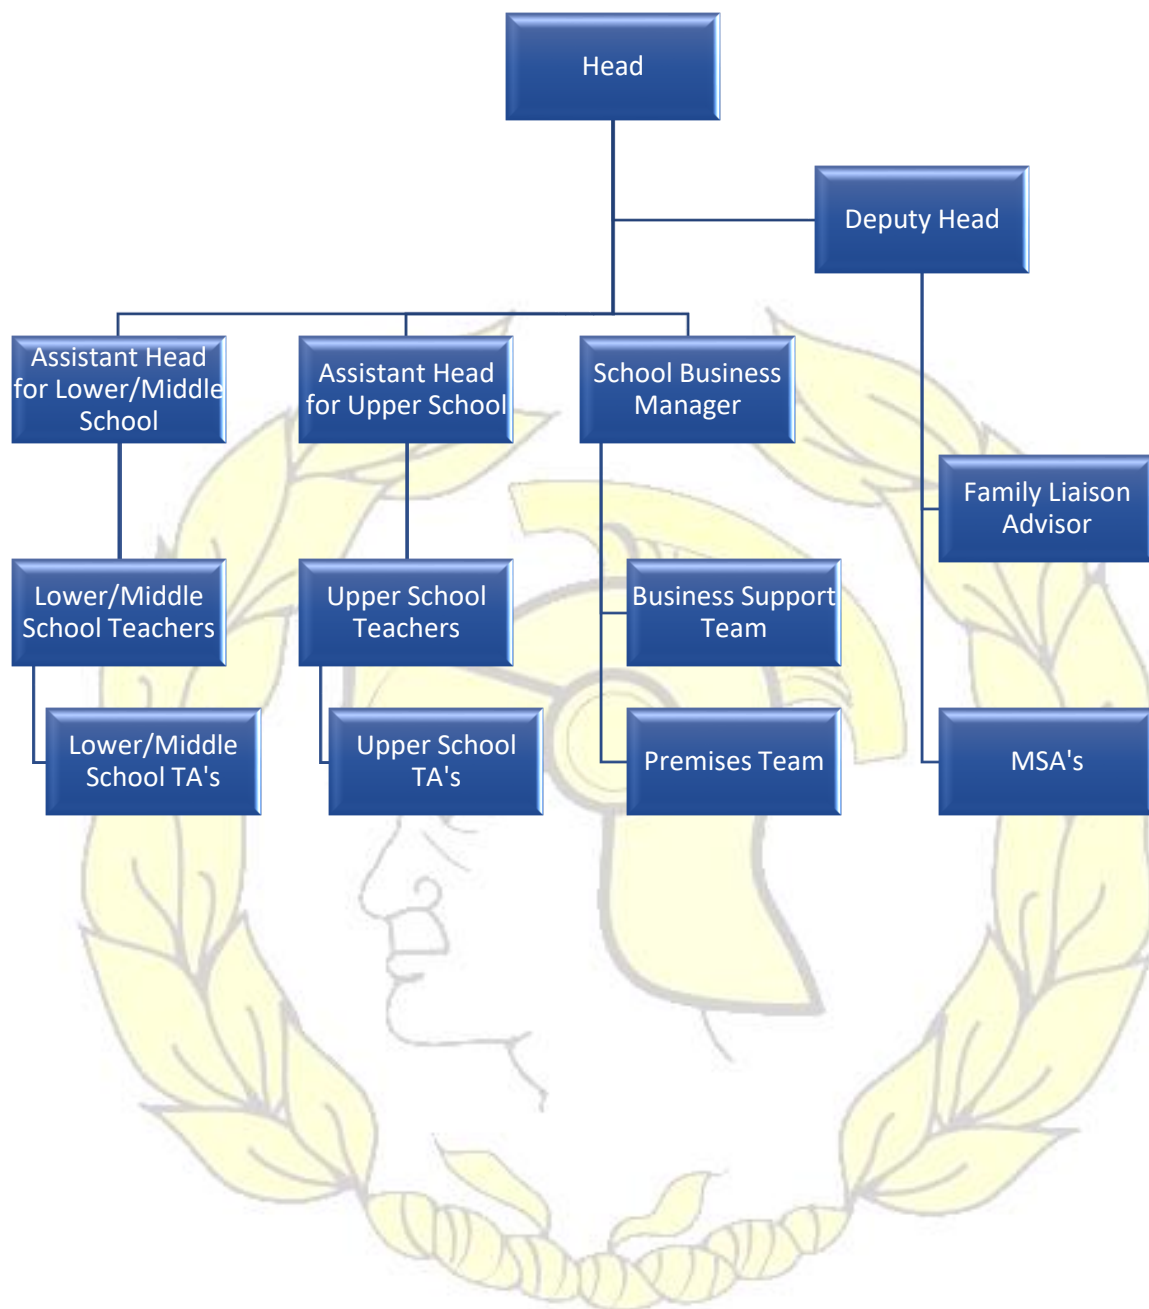 Head
Deputy Head
Assistant Head
for Lower/Middle
School
Assistant Head
for Upper School
School Business
Manager
Family Liaison
Advisor
Lower/Middle
School Teachers
Upper School
Teachers
Business Support
Team
Lower/Middle
School TA's
Upper School
TA's
Premises Team
MSA's